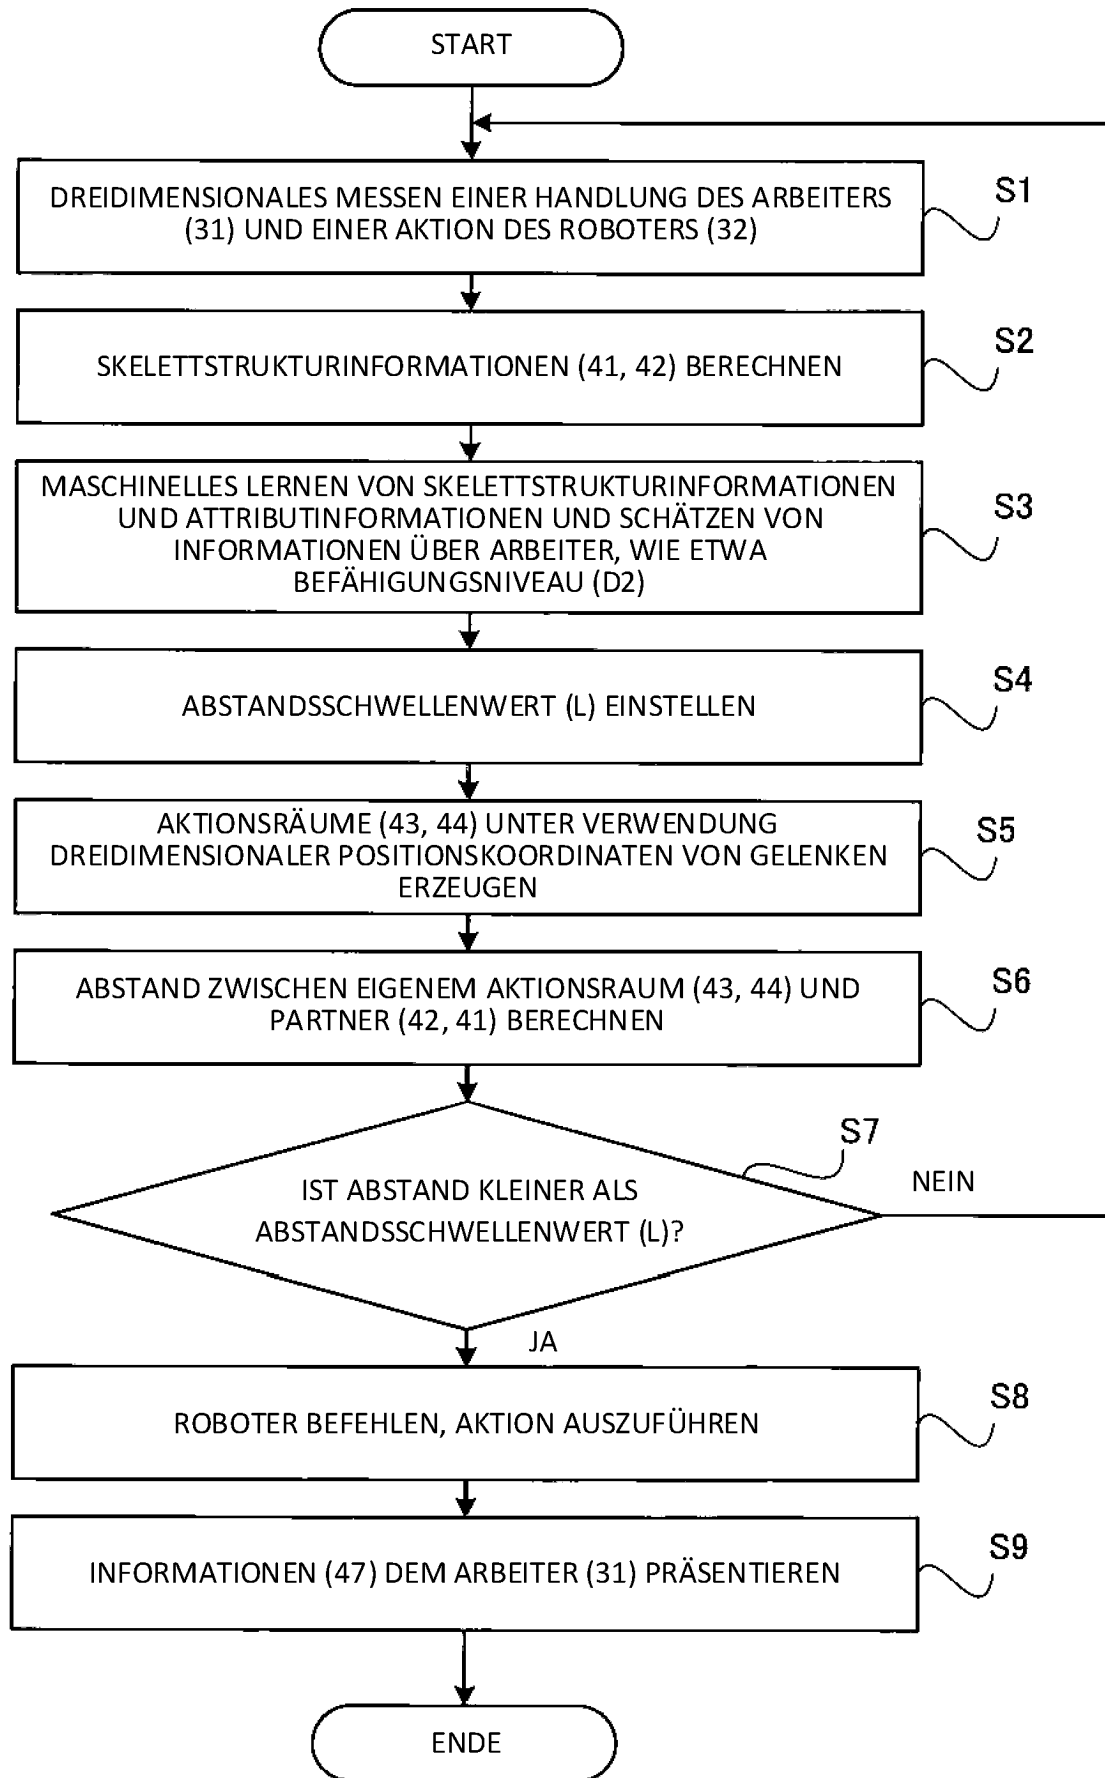 START
DREIDIMENSIONALES MESSEN EINER HANDLUNG DES ARBEITERS
(31) UND EINER AKTION DES ROBOTERS (32)
S1
SKELETTSTRUKTURINFORMATIONEN (41, 42) BERECHNEN
S2
MASCHINELLES LERNEN VON SKELETTSTRUKTURINFORMATIONEN
UND ATTRIBUTINFORMATIONEN UND SCHÄTZEN VON
INFORMATIONEN ÜBER ARBEITER, WIE ETWA
BEFÄHIGUNGSNIVEAU (D2)
S3
ABSTANDSSCHWELLENWERT (L) EINSTELLEN
S4
AKTIONSRÄUME (43, 44) UNTER VERWENDUNG
DREIDIMENSIONALER POSITIONSKOORDINATEN VON GELENKEN
ERZEUGEN
S5
ABSTAND ZWISCHEN EIGENEM AKTIONSRAUM (43, 44) UND
PARTNER (42, 41) BERECHNEN
S6
IST ABSTAND KLEINER ALS
ABSTANDSSCHWELLENWERT (L)?
S7
NEIN
JA
ROBOTER BEFEHLEN, AKTION AUSZUFÜHREN
S8
INFORMATIONEN (47) DEM ARBEITER (31) PRÄSENTIEREN
S9
ENDE